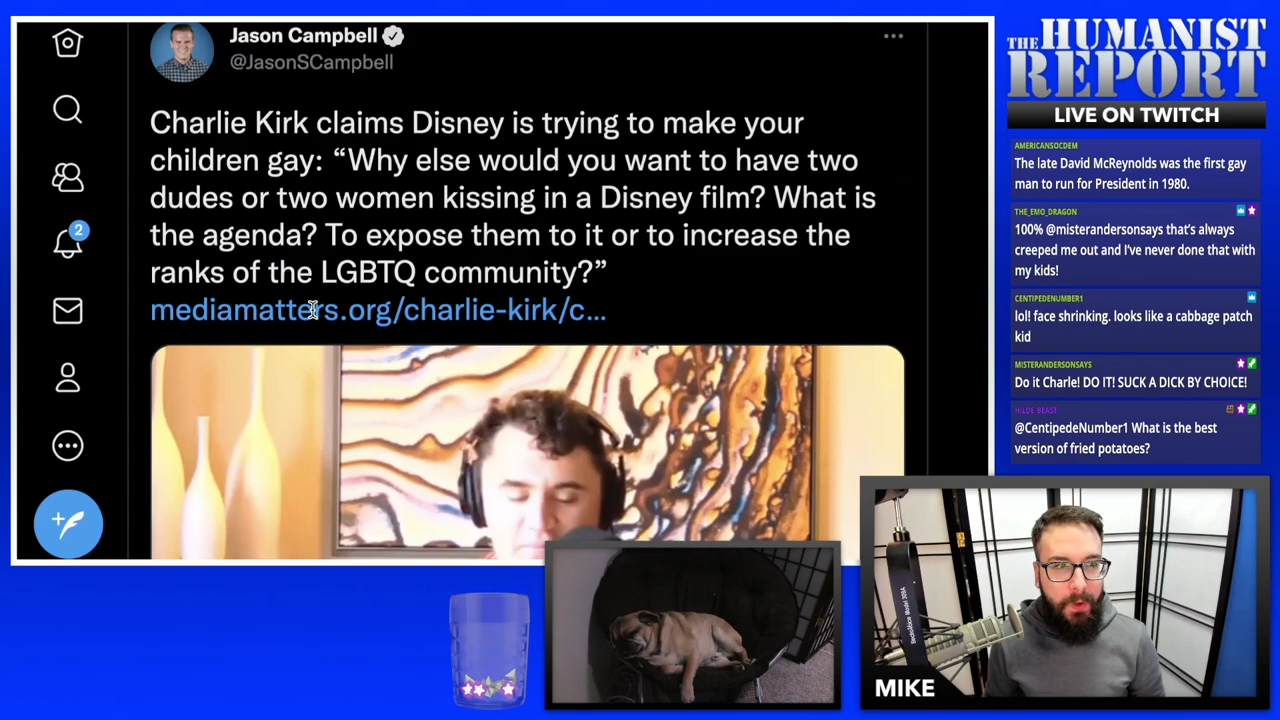 Jason Campbell
@JasonSCampbell
Charlie Kirk claims Disney is trying to make your
children gay: “Why else would you want to have two
dudes or two women kissing in a Disney film? What is
the agenda? To expose them to it or to increase the
ranks of the LGBTQ community?”
mediamatters.org/charlie-kirk/c...
2
THE HUMANIST
REPORT
LIVE ON TWITCH
AMERICANSOCDEM
The late David McReynolds was the first gay
man to run for President in 1980.
THE_EMO_DRAGON
100% @misterandersonsays that's always
creeped me out and I've never done that with
my kids!
CENTIPEDENUMBER1
lol! face shrinking. looks like a cabbage patch
kid
MISTERANDERSONSAYS
Do it Charle! DO IT! SUCK A DICK BY CHOICE!
HILDE BEAST
@CentipedeNumber1 What is the best
version of fried potatoes?
MIKE